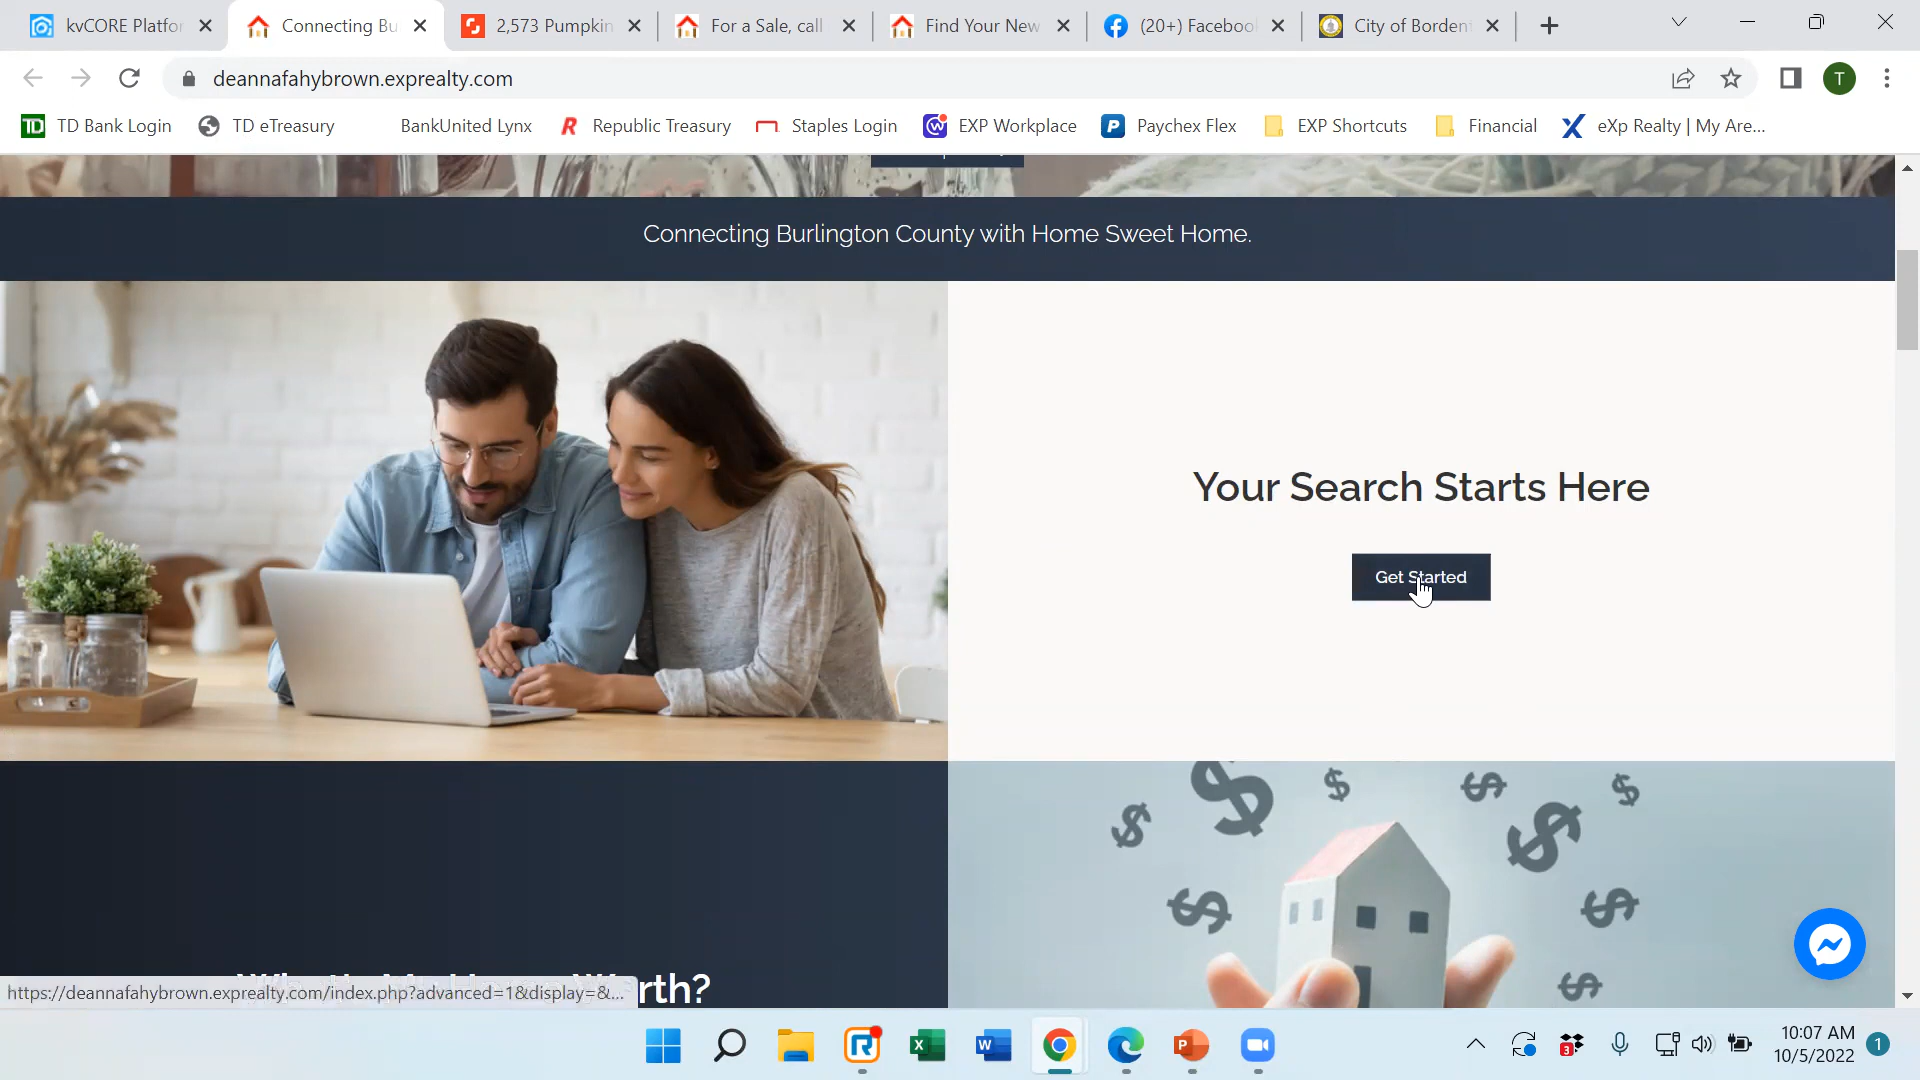 kvCORE Platfor
Connecting Bu
2,573 Pumpkin
For a Sale, call
Find Your New
(20+) Faceboo
City of Bordent
deannafahybrown.exprealty.com
T
TD TD Bank Login
TD eTreasury
BankUnited Lynx
R Republic Treasury
Staples Login
EXP Workplace
P Paychex Flex
EXP Shortcuts
Financial
X eXp Realty | My Are...
Connecting Burlington County with Home Sweet Home.
Your Search Starts Here
Get Started
$ $ $ $ $ $ $ $ $
rth?
https://deannafahybrown.exprealty.com/index.php?advanced=1&display=&...
10:07 AM
10/5/2022
1
3